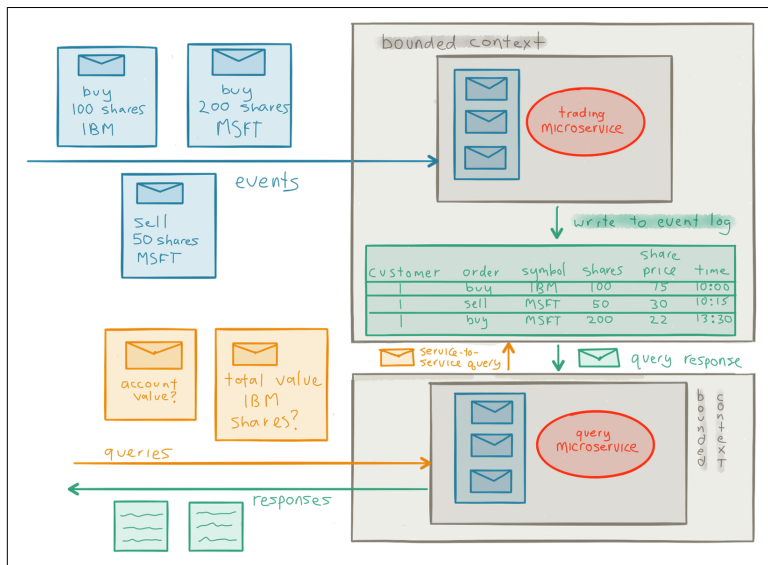 bounded context
buy
100 shares
IBM
buy
200 shares
MSFT
trading
microservice
events
sell
50 shares
MSFT
write to event log
customer order symbol shares share price time
1 buy IBM 100 75 10:00
1 sell MSFT 50 30 10:15
1 buy MSFT 200 22 13:30
service-to-
service query
query response
account
value?
total value
IBM
shares?
query
microservice
bounded
context
queries
responses